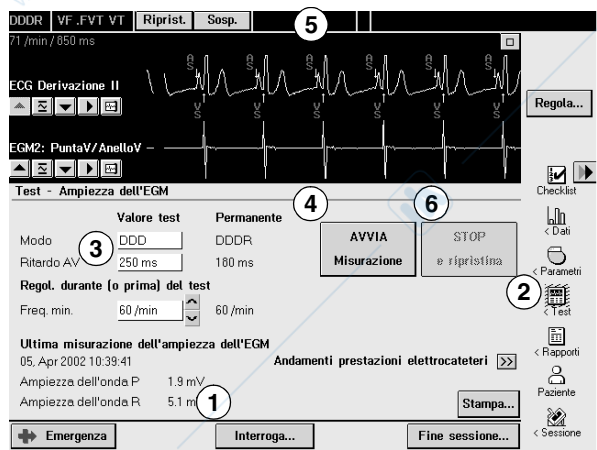 DDDR VF .FVT VT Riprist. Sosp.
5
71 /min / 850 ms
A S A S A S A S A S A S
ECG Derivazione II
Regola...
V S V S V S V S V S V S
EGM2: PuntaV/AnelloV
Test - Ampiezza dell'EGM
Checklist
4 6
Valore test Permanente
< Dati
Modo DDD DDDR
3
AVVIA Misurazione
STOP e ripristina
Ritardo AV 250 ms 180 ms
< Parametri
Regol. durante (o prima) del test
2
< Test
Freq. min. 60 /min 60 /min
Ultima misurazione dell'ampiezza dell'EGM
< Rapporti
05, Apr 2002 10:39:41
Andamenti prestazioni elettrocateteri >>
Ampiezza dell'onda P 1.9 mV
Paziente
Ampiezza dell'onda R 5.1 m
1
Stampa...
< Sessione
Emergenza Interroga... Fine sessione...